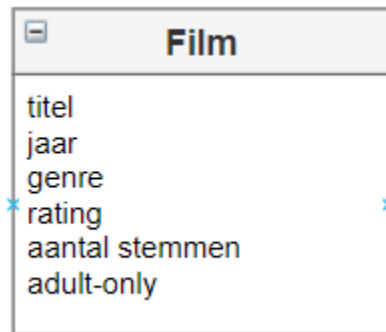 Film
titel
jaar
genre
rating
aantal stemmen
adult-only